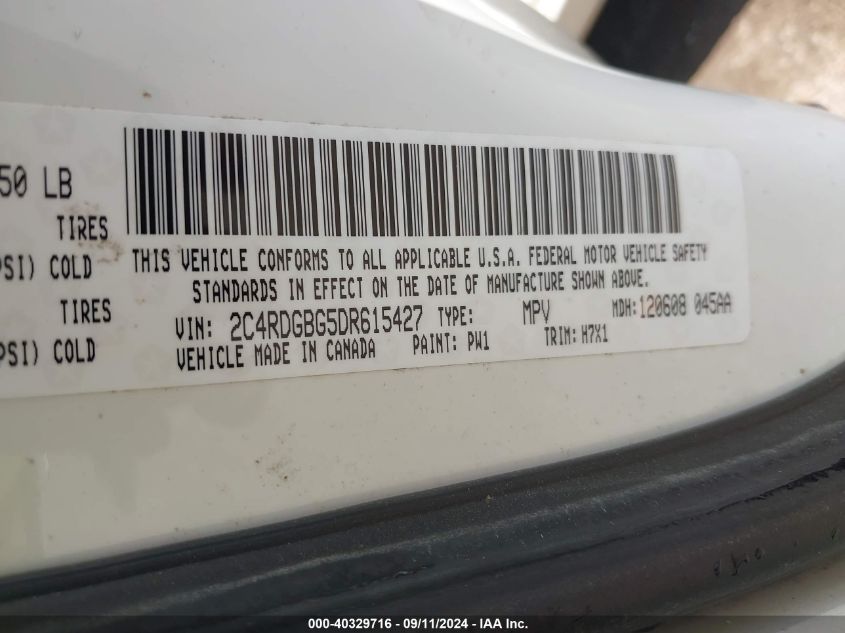 50 LB
TIRES
PSI) COLD
TIRES
PSI) COLD
THIS VEHICLE CONFORMS TO ALL APPLICABLE U.S.A. FEDERAL MOTOR VEHICLE SAFETY
STANDARDS IN EFFECT ON THE DATE OF MANUFACTURE SHOWN ABOVE.
VIN: 2C4RDGBG5DR615427 TYPE: MPV MDH: 120608 045AA
VEHICLE MADE IN CANADA PAINT: PW1 TRIM: H7X1
000-40329716 - 09/11/2024 - IAA Inc.